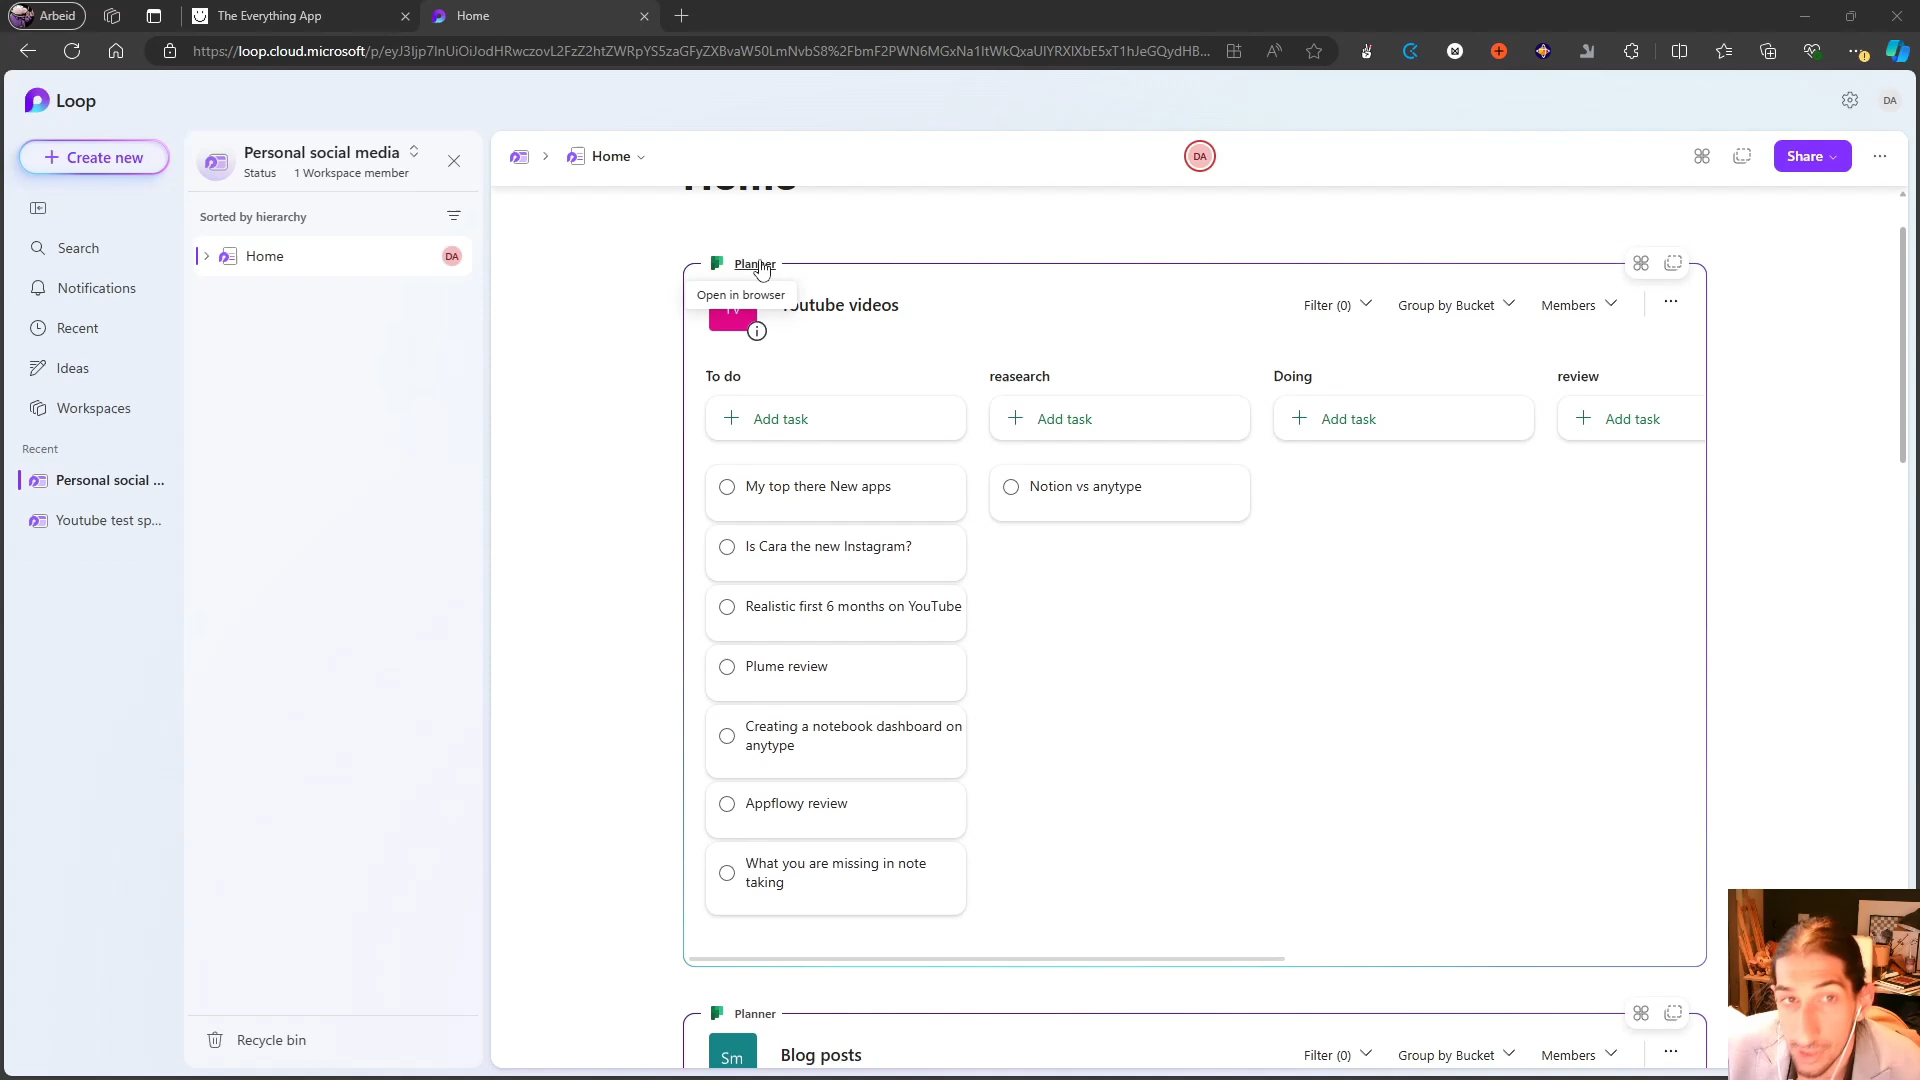 Arbeid
The Everything App
Home
https://loop.cloud.microsoft/p/eyJ3Ijp7InUiOiJodHRwczovL2FzZ2htZWRpYS5zaGFyZXBvaW50LmNvbS8%2FbmF2PWN6MGxNa1ltWkQxaUlYRXlXbE5xT1hJeGQydHB...
Loop
DA
Create new
Personal social media
Status
1 Workspace member
Home
DA
Share
Sorted by hierarchy
Search
Home
DA
Notifications
Recent
Ideas
Workspaces
Recent
Personal social ...
Youtube test sp...
Recycle bin
Planner
Open in browser
Youtube videos
Filter (0)
Group by Bucket
Members
To do
reasearch
Doing
review
Add task
Add task
Add task
Add task
My top there New apps
Notion vs anytype
Is Cara the new Instagram?
Realistic first 6 months on YouTube
Plume review
Creating a notebook dashboard on
anytype
Appflowy review
What you are missing in note
taking
Planner
Sm
Blog posts
Filter (0)
Group by Bucket
Members